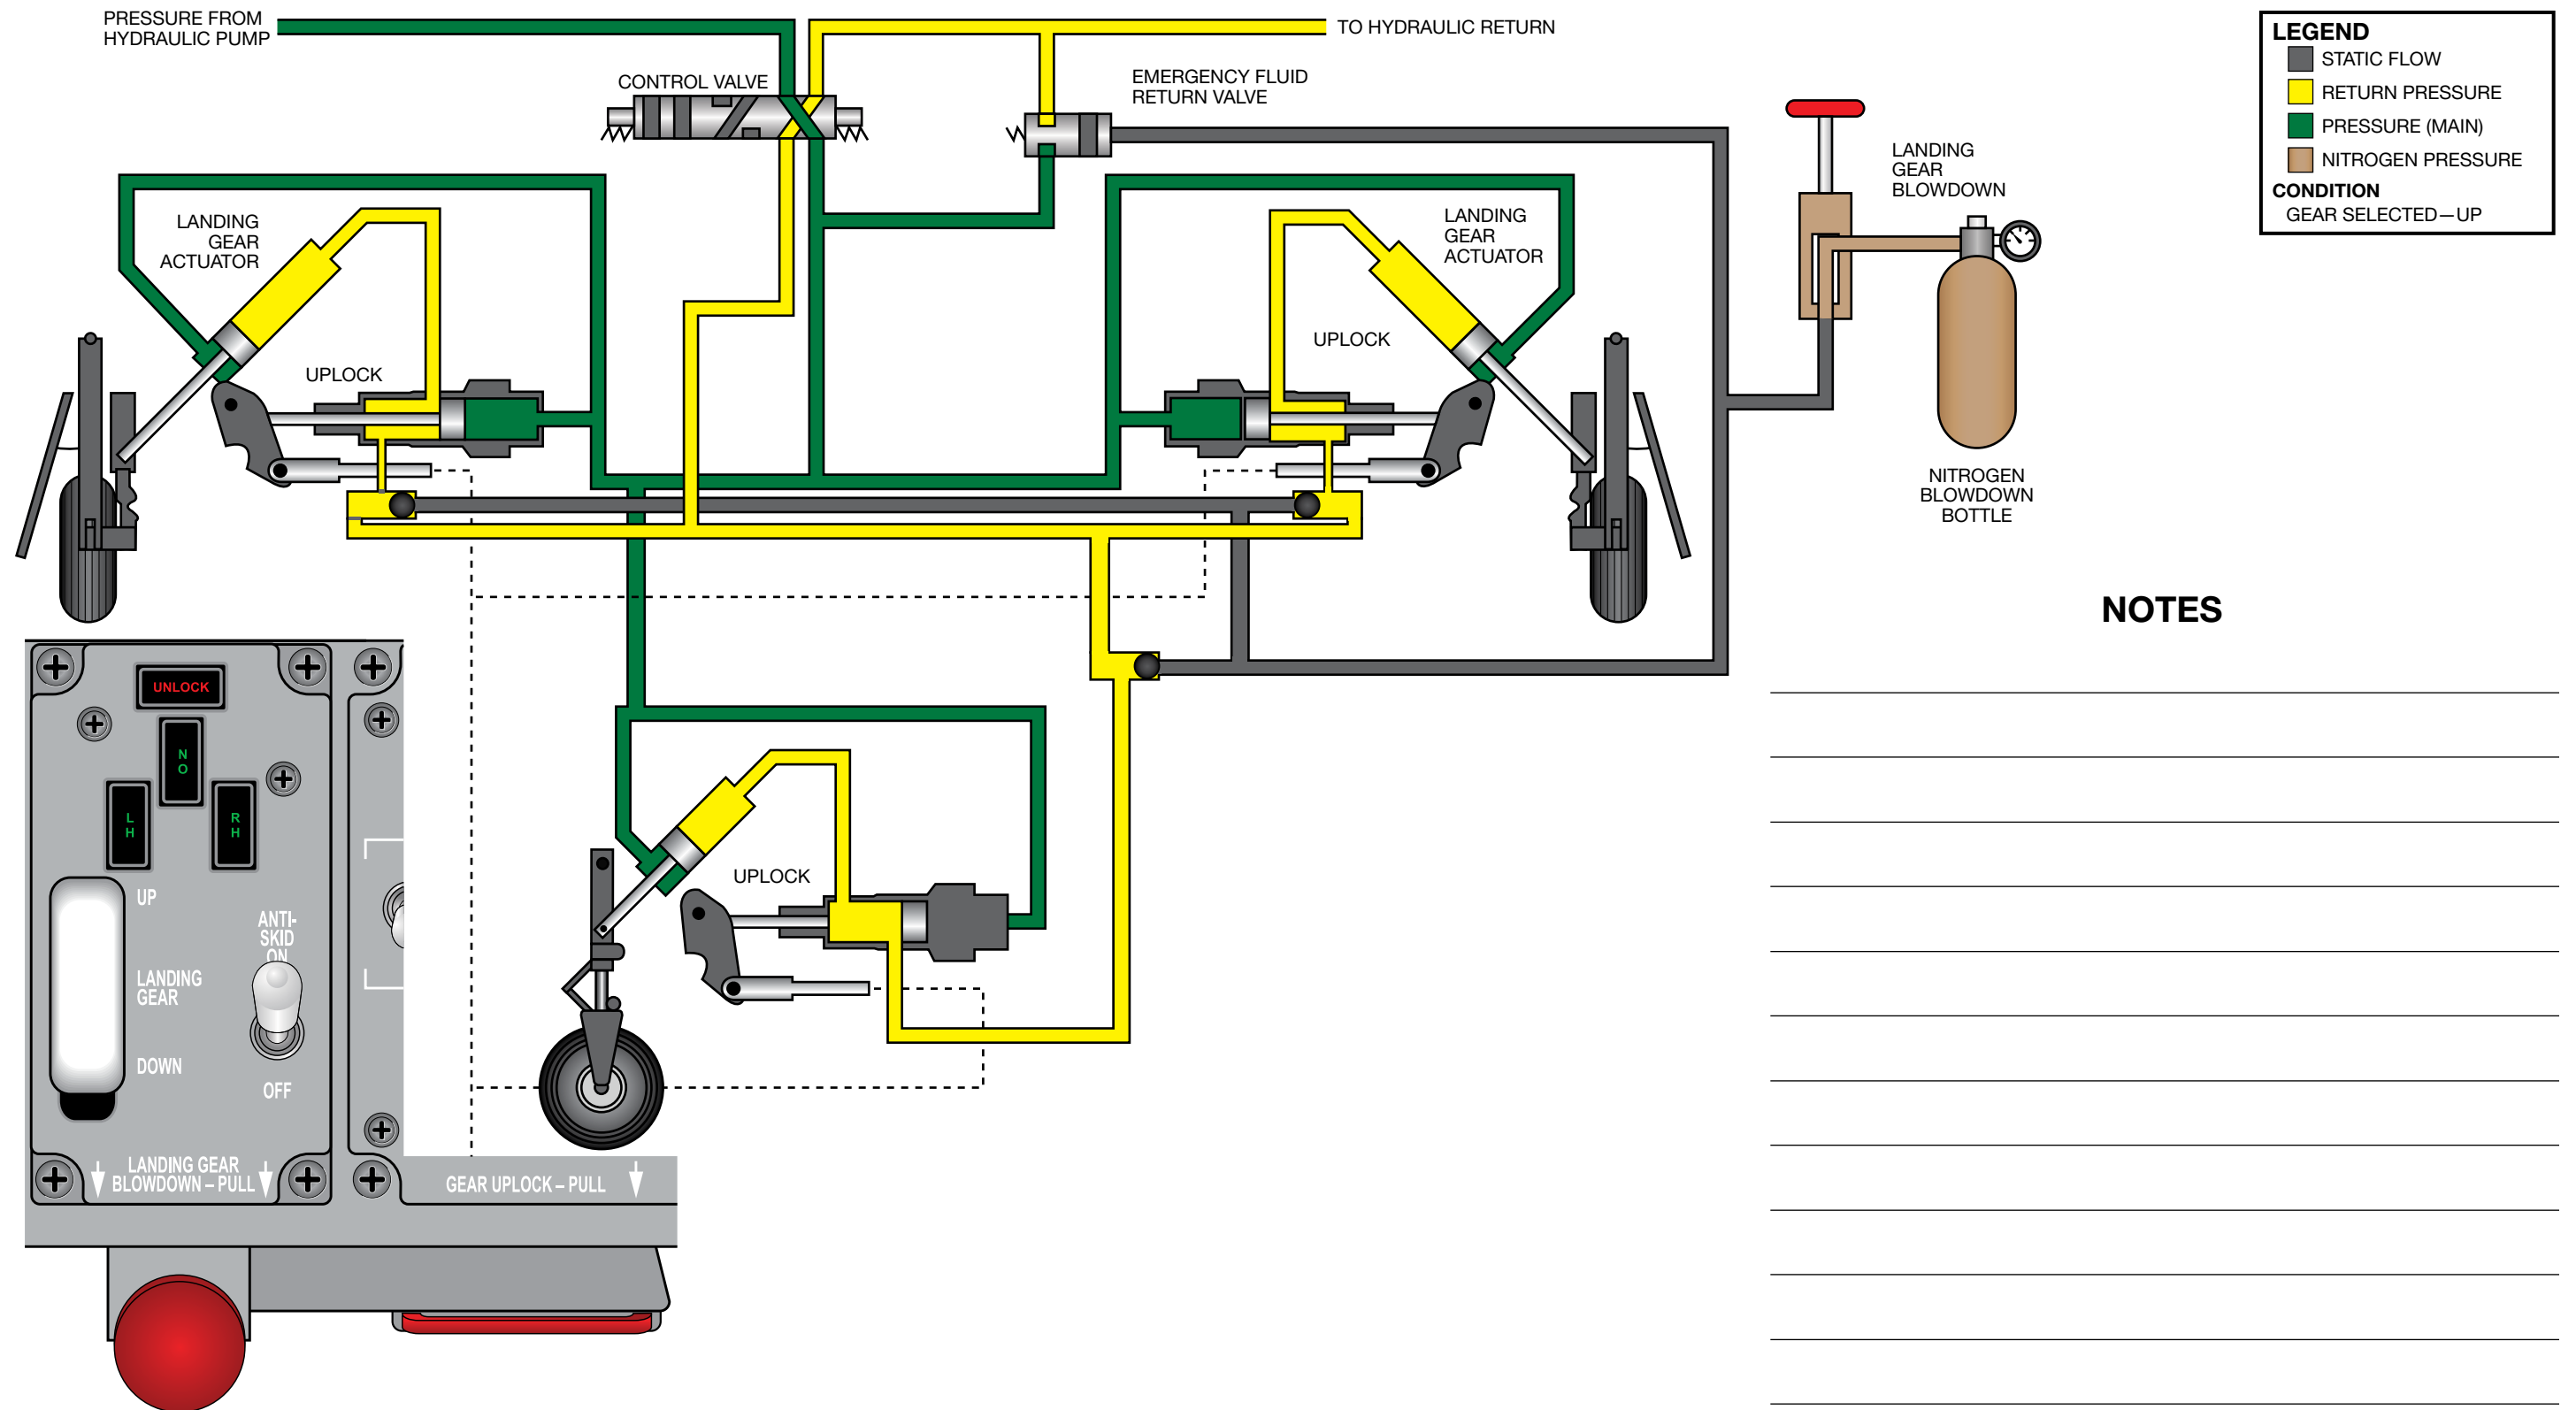 PRESSURE FROM
HYDRAULIC PUMP
TO HYDRAULIC RETURN
CONTROL VALVE
EMERGENCY FLUID
RETURN VALVE
LEGEND
STATIC FLOW
RETURN PRESSURE
PRESSURE (MAIN)
NITROGEN PRESSURE
CONDITION
GEAR SELECTED—UP
LANDING
GEAR
BLOWDOWN
LANDING
GEAR
ACTUATOR
LANDING
GEAR
ACTUATOR
UPLOCK
UPLOCK
NITROGEN
BLOWDOWN
BOTTLE
NOTES
UNLOCK
N
O
L
H
R
H
UP
ANTI-
SKID
ON
LANDING
GEAR
DOWN
OFF
UPLOCK
LANDING GEAR
BLOWDOWN – PULL
GEAR UPLOCK – PULL